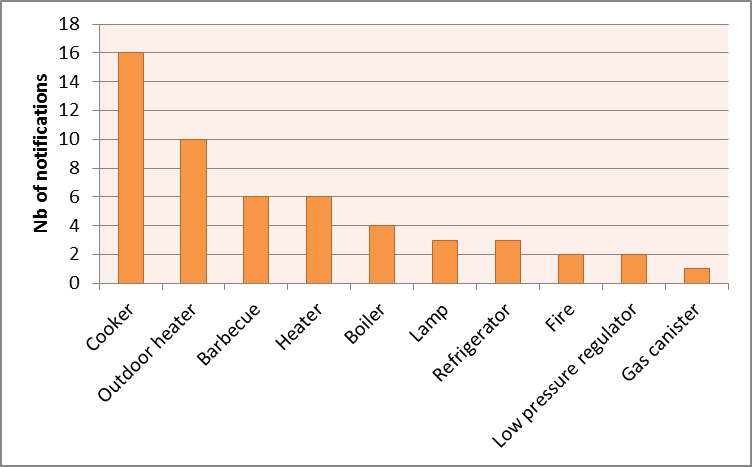 Nb of notifications
18
16
14
12
10
8
6
4
2
0
Cooker
Outdoor heater
Barbecue
Heater
Boiler
Lamp
Refrigerator
Fire
Low pressure regulator
Gas canister